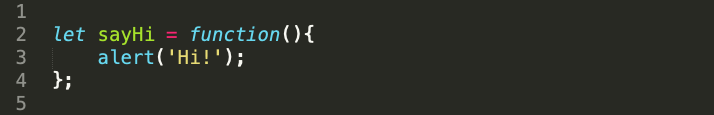 1
2 let sayHi = function(){
3     alert('Hi!');
4 };
5